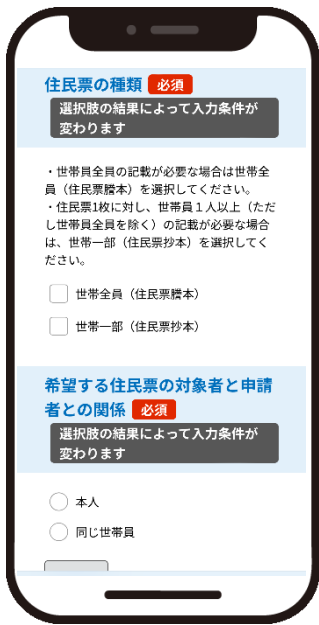 住民票の種類 必須
選択肢の結果によって入力条件が
変わります
・世帯員全員の記載が必要な場合は世帯全
員（住民票謄本）を選択してください。
・住民票1枚に対し、世帯員１人以上（ただ
し世帯員全員を除く）の記載が必要な場合
は、世帯一部（住民票抄本）を選択してく
ださい。
世帯全員（住民票謄本）
世帯一部（住民票抄本）
希望する住民票の対象者と申請
者との関係 必須
選択肢の結果によって入力条件が
変わります
本人
同じ世帯員